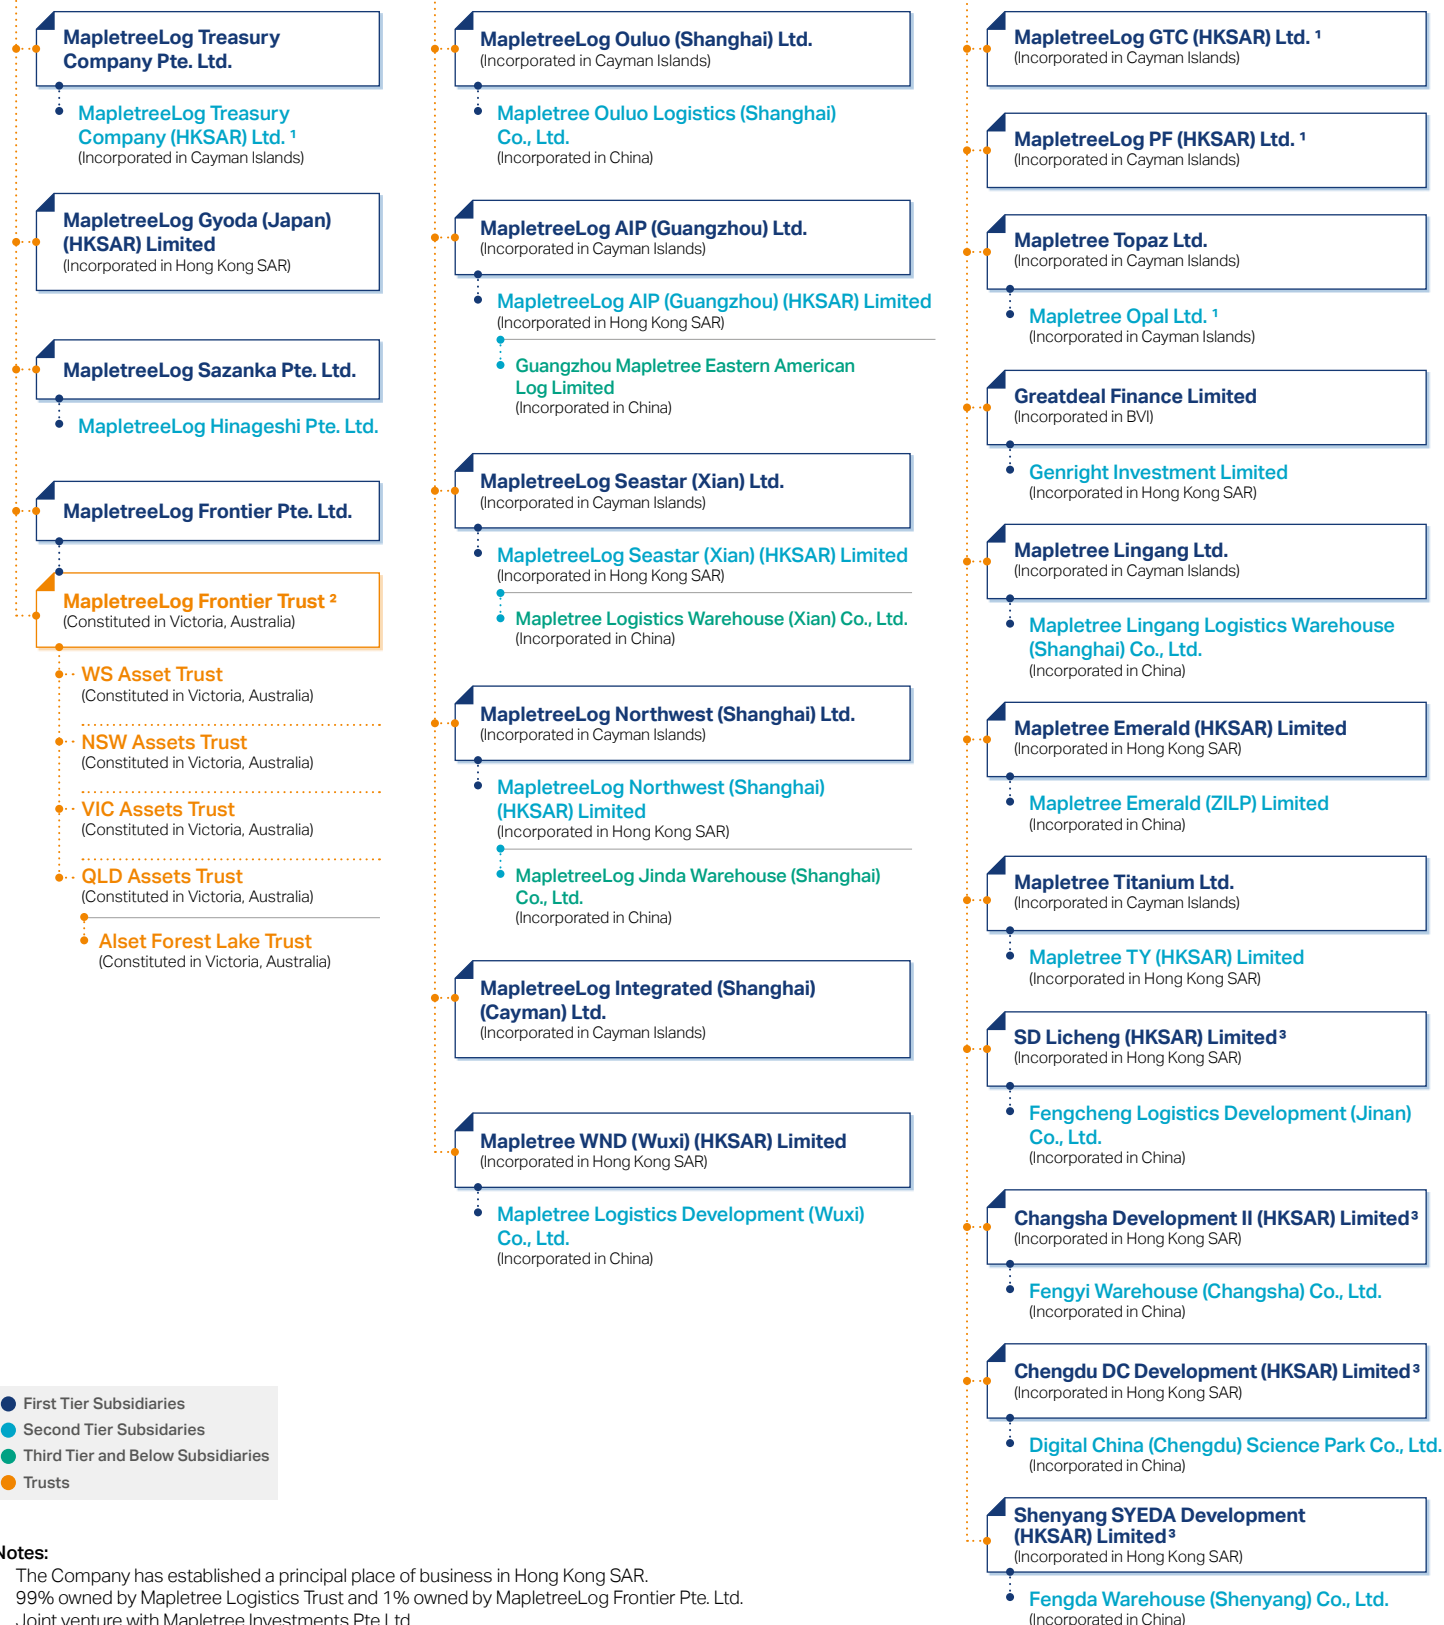 MapletreeLog Treasury
Company Pte. Ltd.
MapletreeLog Treasury
Company (HKSAR) Ltd. ¹
(Incorporated in Cayman Islands)
MapletreeLog Gyoda (Japan)
(HKSAR) Limited
(Incorporated in Hong Kong SAR)
MapletreeLog Sazanka Pte. Ltd.
MapletreeLog Hinageshi Pte. Ltd.
MapletreeLog Frontier Pte. Ltd.
MapletreeLog Frontier Trust ²
(Constituted in Victoria, Australia)
WS Asset Trust
(Constituted in Victoria, Australia)
NSW Assets Trust
(Constituted in Victoria, Australia)
VIC Assets Trust
(Constituted in Victoria, Australia)
QLD Assets Trust
(Constituted in Victoria, Australia)
Alset Forest Lake Trust
(Constituted in Victoria, Australia)
MapletreeLog Ouluo (Shanghai) Ltd.
(Incorporated in Cayman Islands)
Mapletree Ouluo Logistics (Shanghai)
Co., Ltd.
(Incorporated in China)
MapletreeLog AIP (Guangzhou) Ltd.
(Incorporated in Cayman Islands)
MapletreeLog AIP (Guangzhou) (HKSAR) Limited
(Incorporated in Hong Kong SAR)
Guangzhou Mapletree Eastern American
Log Limited
(Incorporated in China)
MapletreeLog Seastar (Xian) Ltd.
(Incorporated in Cayman Islands)
MapletreeLog Seastar (Xian) (HKSAR) Limited
(Incorporated in Hong Kong SAR)
Mapletree Logistics Warehouse (Xian) Co., Ltd.
(Incorporated in China)
MapletreeLog Northwest (Shanghai) Ltd.
(Incorporated in Cayman Islands)
MapletreeLog Northwest (Shanghai)
(HKSAR) Limited
(Incorporated in Hong Kong SAR)
MapletreeLog Jinda Warehouse (Shanghai)
Co., Ltd.
(Incorporated in China)
MapletreeLog Integrated (Shanghai)
(Cayman) Ltd.
(Incorporated in Cayman Islands)
Mapletree WND (Wuxi) (HKSAR) Limited
(Incorporated in Hong Kong SAR)
Mapletree Logistics Development (Wuxi)
Co., Ltd.
(Incorporated in China)
MapletreeLog GTC (HKSAR) Ltd. ¹
(Incorporated in Cayman Islands)
MapletreeLog PF (HKSAR) Ltd. ¹
(Incorporated in Cayman Islands)
Mapletree Topaz Ltd.
(Incorporated in Cayman Islands)
Mapletree Opal Ltd. ¹
(Incorporated in Cayman Islands)
Greatdeal Finance Limited
(Incorporated in BVI)
Genright Investment Limited
(Incorporated in Hong Kong SAR)
Mapletree Lingang Ltd.
(Incorporated in Cayman Islands)
Mapletree Lingang Logistics Warehouse
(Shanghai) Co., Ltd.
(Incorporated in China)
Mapletree Emerald (HKSAR) Limited
(Incorporated in Hong Kong SAR)
Mapletree Emerald (ZILP) Limited
(Incorporated in China)
Mapletree Titanium Ltd.
(Incorporated in Cayman Islands)
Mapletree TY (HKSAR) Limited
(Incorporated in Hong Kong SAR)
SD Licheng (HKSAR) Limited³
(Incorporated in Hong Kong SAR)
Fengcheng Logistics Development (Jinan)
Co., Ltd.
(Incorporated in China)
Changsha Development II (HKSAR) Limited³
(Incorporated in Hong Kong SAR)
Fengyi Warehouse (Changsha) Co., Ltd.
(Incorporated in China)
Chengdu DC Development (HKSAR) Limited³
(Incorporated in Hong Kong SAR)
Digital China (Chengdu) Science Park Co., Ltd.
(Incorporated in China)
Shenyang SYEDA Development
(HKSAR) Limited³
(Incorporated in Hong Kong SAR)
Fengda Warehouse (Shenyang) Co., Ltd.
(Incorporated in China)
First Tier Subsidiaries
Second Tier Subsidaries
Third Tier and Below Subsidiaries
Trusts
Notes:
The Company has established a principal place of business in Hong Kong SAR.
99% owned by Mapletree Logistics Trust and 1% owned by MapletreeLog Frontier Pte. Ltd.
Joint venture with Mapletree Investments Pte Ltd